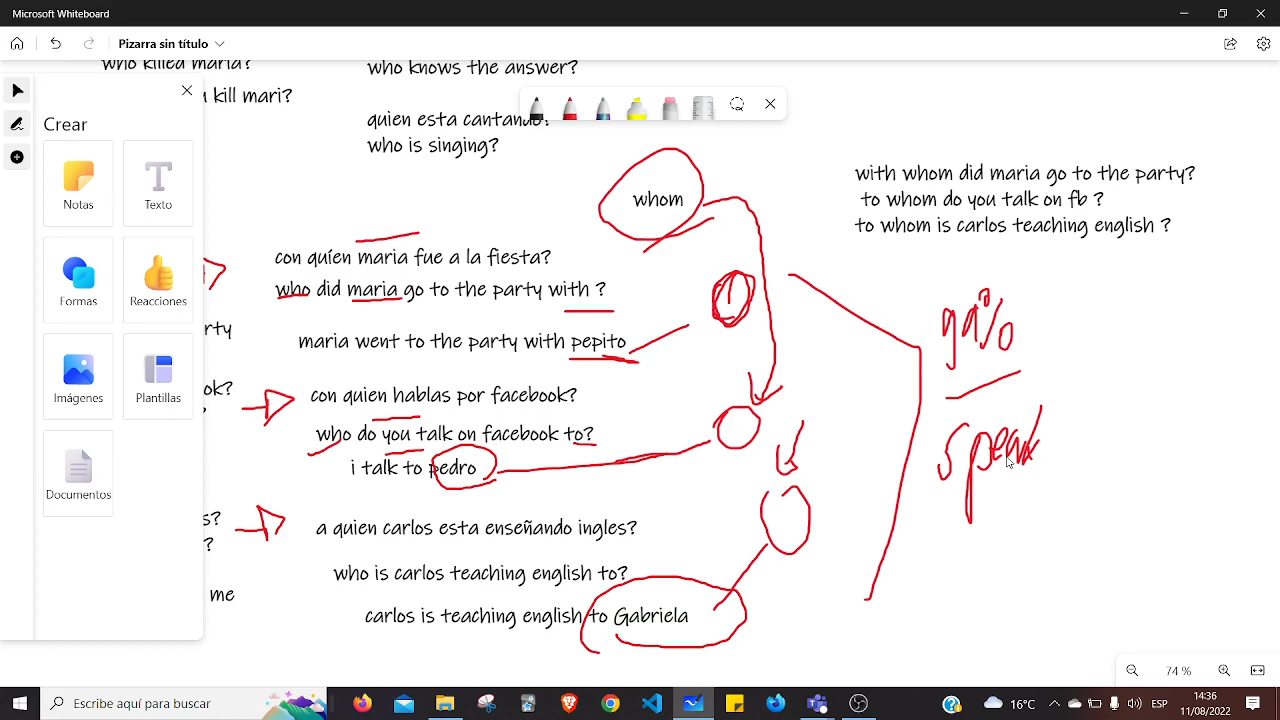 Microsoft Whiteboard
Pizarra sin título
who killed maria?
kill mari?
who knows the answer?
quien esta cantando?
who is singing?
Crear
Notas
Texto
Formas
Reacciones
Imágenes
Plantillas
Documentos
whom
with whom did maria go to the party?
to whom do you talk on fb ?
to whom is carlos teaching english ?
con quíen maria fue a la fiesta?
who did maria go to the party with ?
maria went to the party with pepito
rty
ok?
?
con quien hablas por facebook?
who do you talk on facebook to?
i talk to pedro
s?
?
me
a quien carlos esta enseñando ingles?
who is carlos teaching english to?
carlos is teaching english to Gabriela
99%
speak
74 %
Escribe aquí para buscar
16°C
14:36
11/08/2022